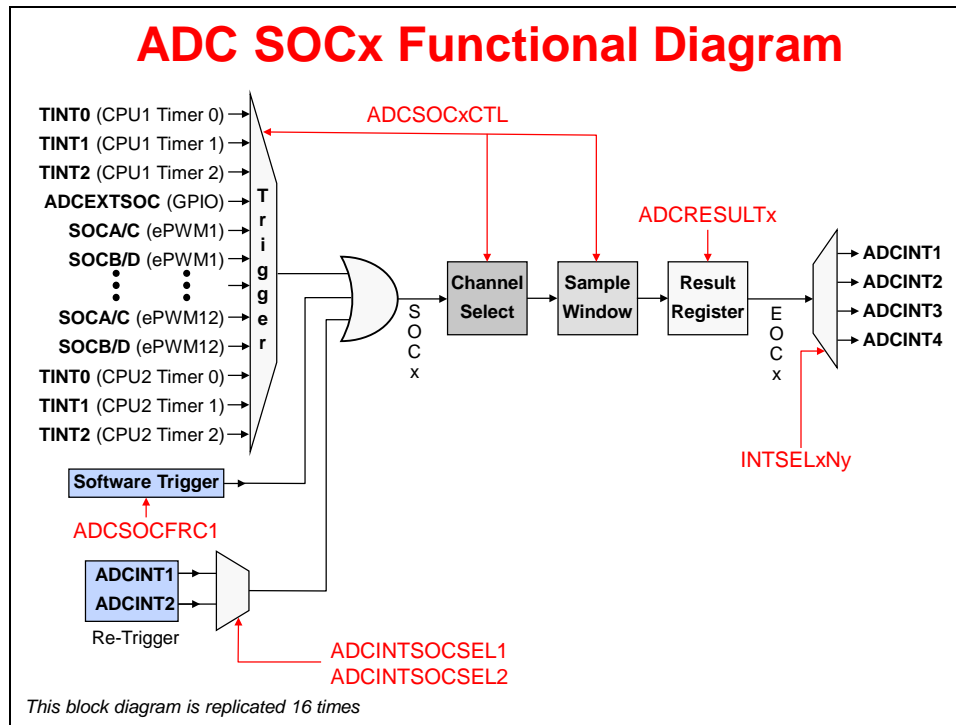 ADC SOCx Functional Diagram
TINT0 (CPU1 Timer 0)
TINT1 (CPU1 Timer 1)
TINT2 (CPU1 Timer 2)
ADCEXTSOC (GPIO)
SOCA/C (ePWM1)
SOCB/D (ePWM1)
SOCA/C (ePWM12)
SOCB/D (ePWM12)
TINT0 (CPU2 Timer 0)
TINT1 (CPU2 Timer 1)
TINT2 (CPU2 Timer 2)
Trigger
ADCSOCxCTL
SOCx
Channel
Select
Sample
Window
ADCRESULTx
Result
Register
EOCx
ADCINT1
ADCINT2
ADCINT3
ADCINT4
INTSELxNy
Software Trigger
ADCSOCFRC1
ADCINT1
ADCINT2
Re-Trigger
ADCINTSOCSEL1
ADCINTSOCSEL2
This block diagram is replicated 16 times